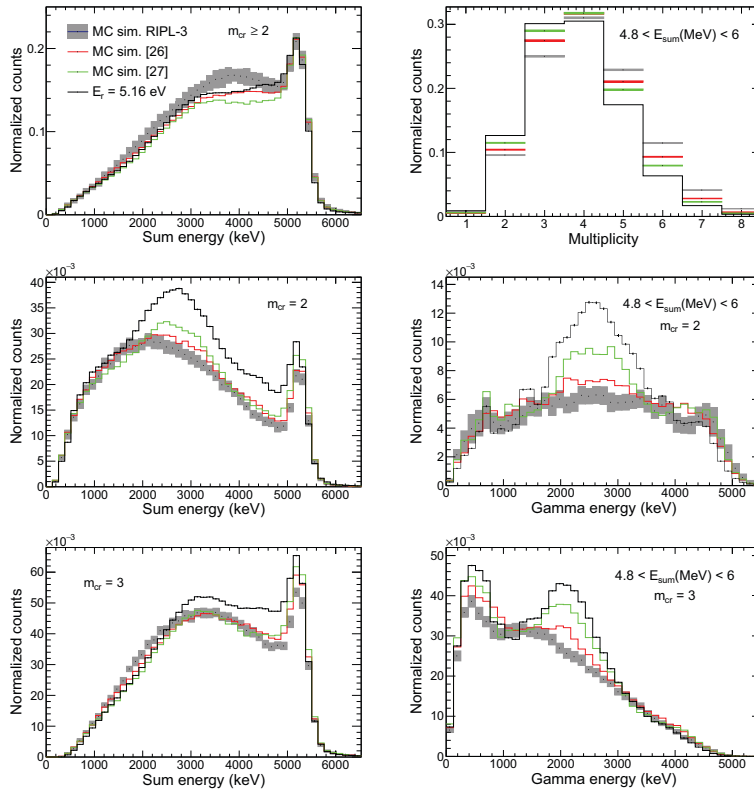 Normalized counts
0.2
0.1
0
MC sim. RIPL-3
MC sim. [26]
MC sim. [27]
E_r = 5.16 eV
m_cr ≥ 2
0 1000 2000 3000 4000 5000 6000
Sum energy (keV)
Normalized counts
0.3
0.2
0.1
0
4.8 < E_sum(MeV) < 6
1 2 3 4 5 6 7 8
Multiplicity
×10⁻³
Normalized counts
40
35
30
25
20
15
10
5
0
m_cr = 2
0 1000 2000 3000 4000 5000 6000
Sum energy (keV)
×10⁻³
Normalized counts
14
12
10
8
6
4
2
0
4.8 < E_sum(MeV) < 6
m_cr = 2
0 1000 2000 3000 4000 5000
Gamma energy (keV)
×10⁻³
Normalized counts
60
50
40
30
20
10
0
m_cr = 3
0 1000 2000 3000 4000 5000 6000
Sum energy (keV)
×10⁻³
Normalized counts
50
40
30
20
10
0
4.8 < E_sum(MeV) < 6
m_cr = 3
0 1000 2000 3000 4000 5000
Gamma energy (keV)